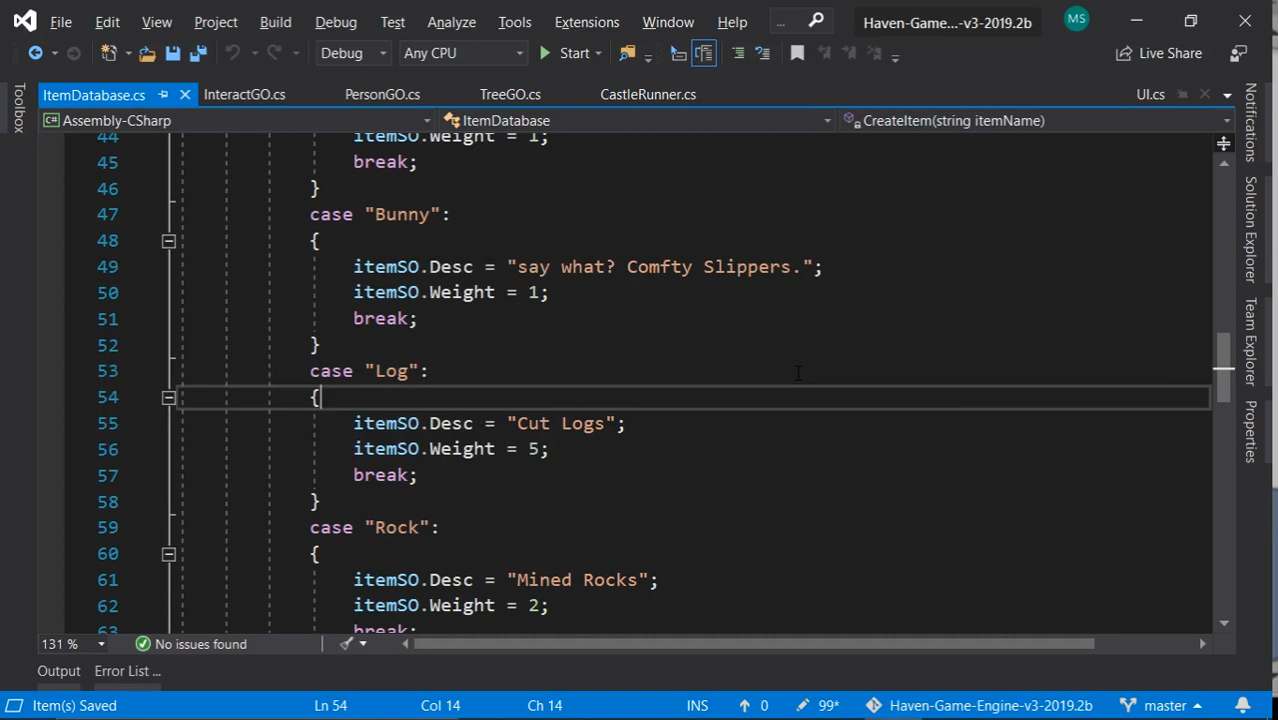 File Edit View Project Build Debug Test Analyze Tools Extensions Window Help ... Haven-Game...-v3-2019.2b MS
Debug Any CPU Start Live Share
ItemDatabase.cs InteractGO.cs PersonGO.cs TreeGO.cs CastleRunner.cs UI.cs
Assembly-CSharp ItemDatabase CreateItem(string itemName)
44 itemSO.Weight = 1;
45 break;
46 }
47 case "Bunny":
48 {
49 itemSO.Desc = "say what? Comfty Slippers.";
50 itemSO.Weight = 1;
51 break;
52 }
53 case "Log":
54 {
55 itemSO.Desc = "Cut Logs";
56 itemSO.Weight = 5;
57 break;
58 }
59 case "Rock":
60 {
61 itemSO.Desc = "Mined Rocks";
62 itemSO.Weight = 2;
63 break;
131 % No issues found
Output Error List ...
Item(s) Saved Ln 54 Col 14 Ch 14 INS 0 99* Haven-Game-Engine-v3-2019.2b master
Toolbox
Notifications
Solution Explorer
Team Explorer
Properties